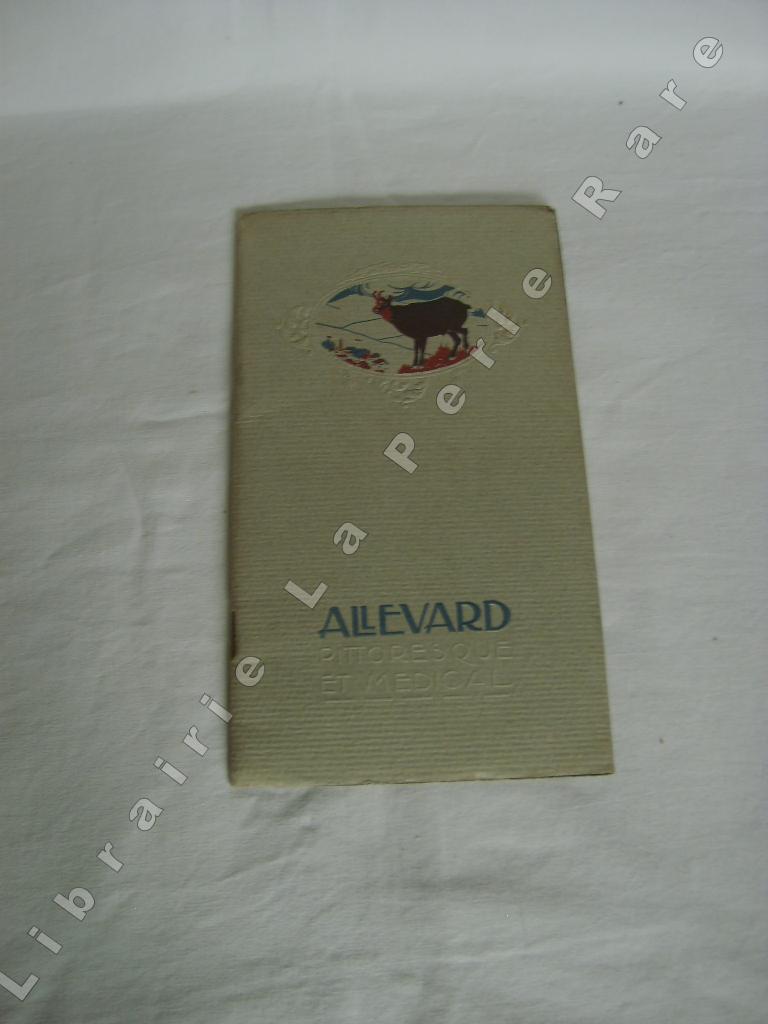 ALLEVARD
PITTORESQUE
ET MEDICAL
Librairie La Perle Rare